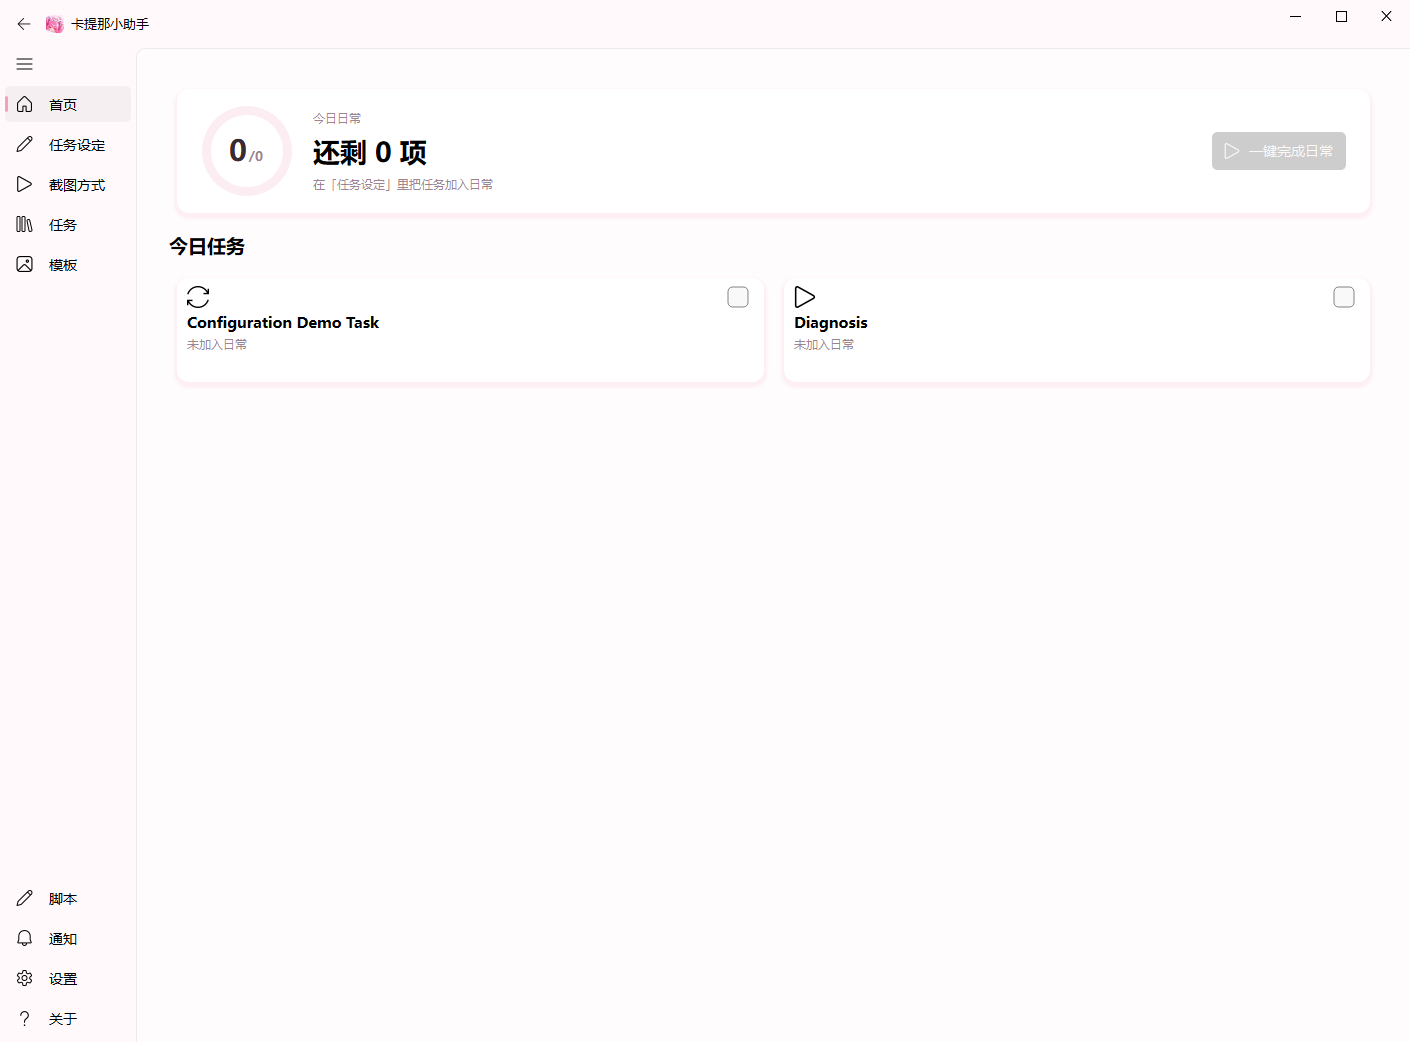 卡提那小助手
首页
任务设定
截图方式
任务
模板
0/0
今日日常
还剩 0 项
在「任务设定」里把任务加入日常
一键完成日常
今日任务
Configuration Demo Task
未加入日常
Diagnosis
未加入日常
脚本
通知
设置
关于